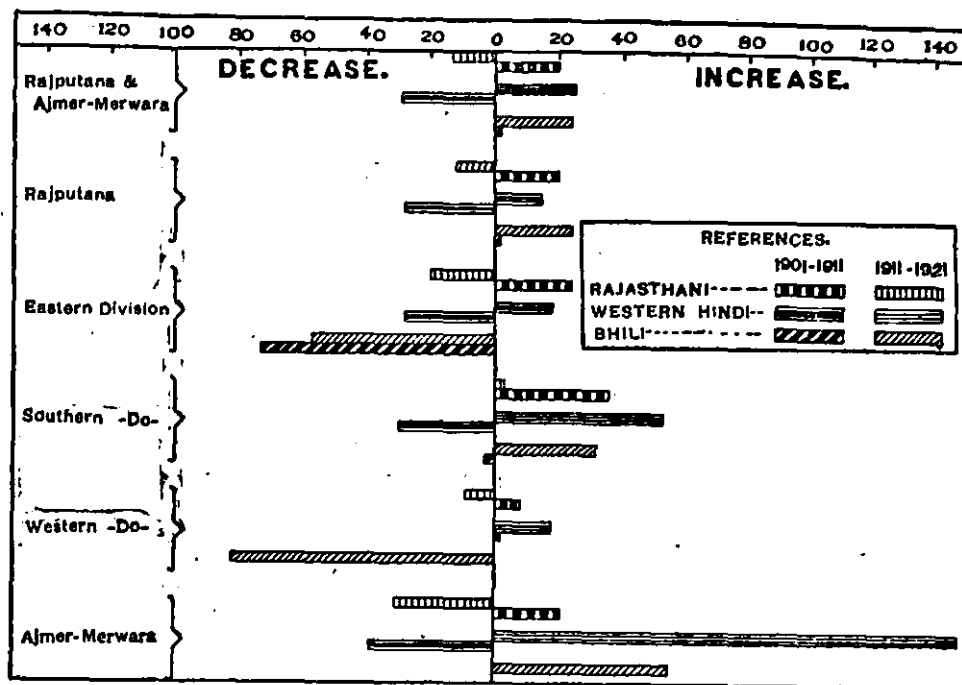 140 120 100 80 60 40 20 0 20 40 60 80 100 120 140
DECREASE. INCREASE.
Rajputana &
Ajmer-Merwara
Rajputana
Eastern Division
Southern -Do-
Western -Do-
Ajmer-Merwara
REFERENCES.
1901-1911 1911-1921
RAJASTHANI
WESTERN HINDI
BHILI